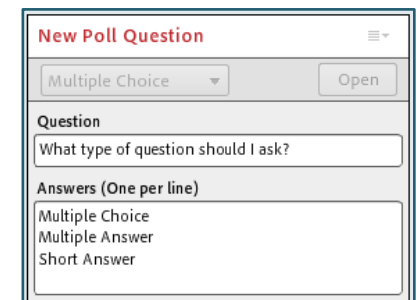 New Poll Question
Multiple Choice
Open
Question
What type of question should I ask?
Answers (One per line)
Multiple Choice
Multiple Answer
Short Answer